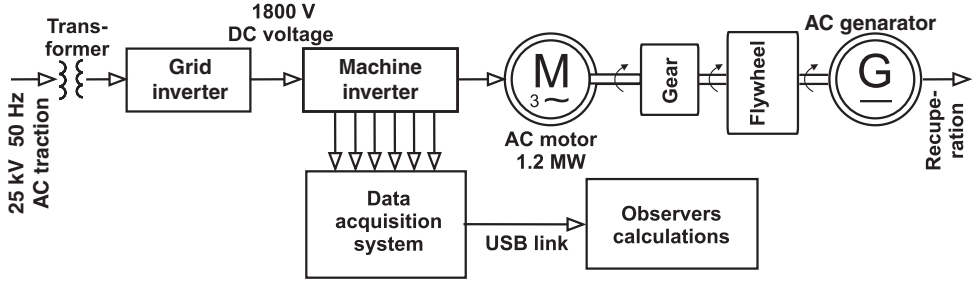 25 kV 50 Hz
AC traction
Trans-
former
Grid
inverter
1800 V
DC voltage
Machine
inverter
M
3 ~
AC motor
1.2 MW
Gear
Flywheel
AC genarator
G
Recupe-
ration
Data
acquisition
system
USB link
Observers
calculations